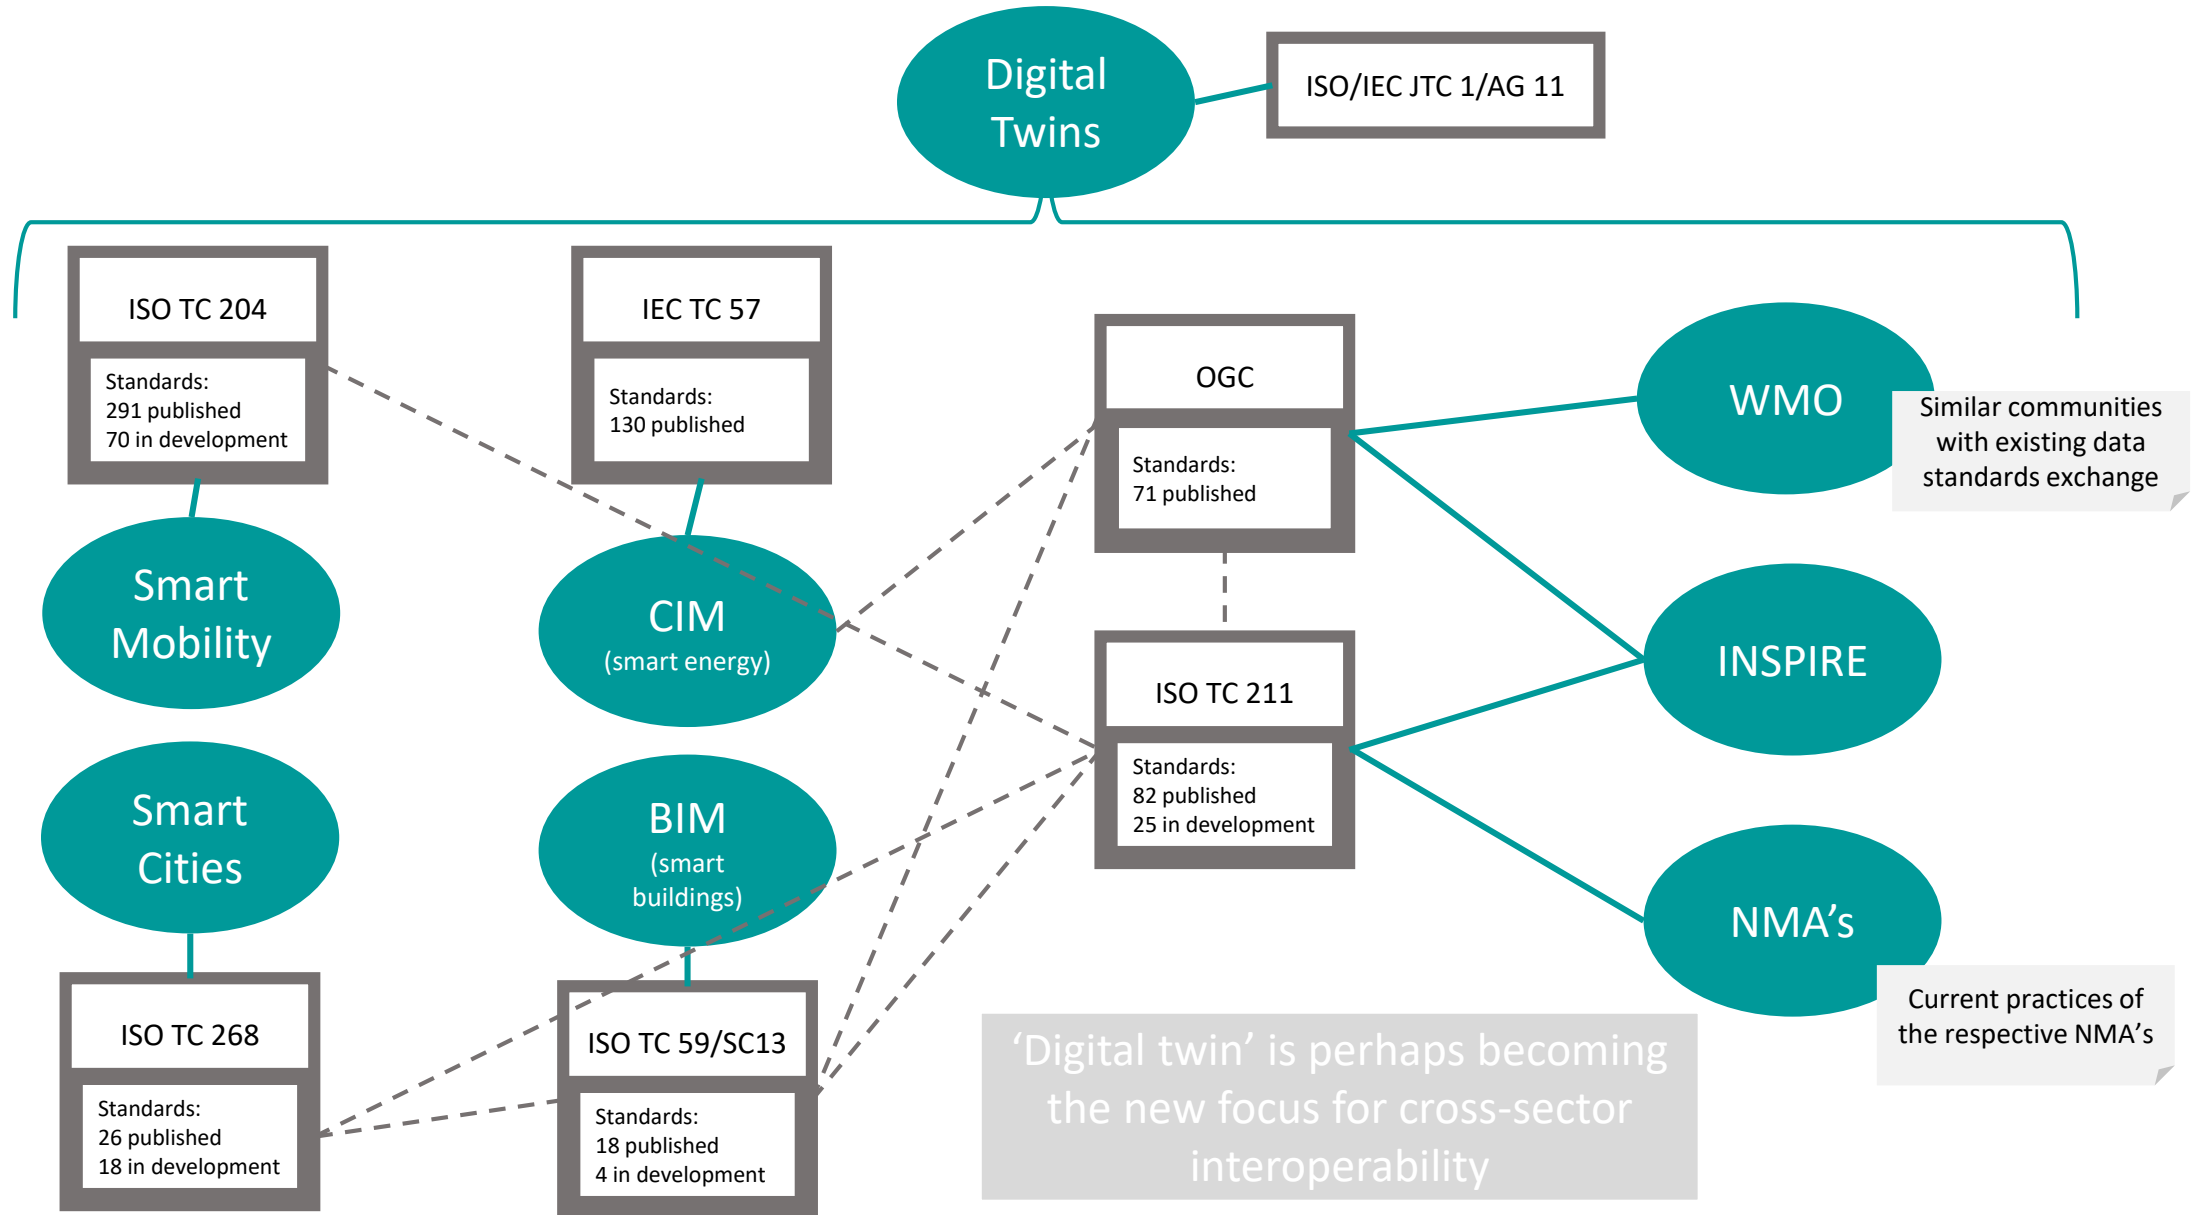 Digital
Twins
ISO/IEC JTC 1/AG 11
ISO TC 204
Standards:
291 published
70 in development
IEC TC 57
Standards:
130 published
OGC
Standards:
71 published
WMO
Similar communities
with existing data
standards exchange
Smart
Mobility
CIM
(smart energy)
ISO TC 211
Standards:
82 published
25 in development
INSPIRE
Smart
Cities
BIM
(smart
buildings)
NMA’s
Current practices of
the respective NMA’s
ISO TC 268
Standards:
26 published
18 in development
ISO TC 59/SC13
Standards:
18 published
4 in development
‘Digital twin’ is perhaps becoming
the new focus for cross-sector
interoperability